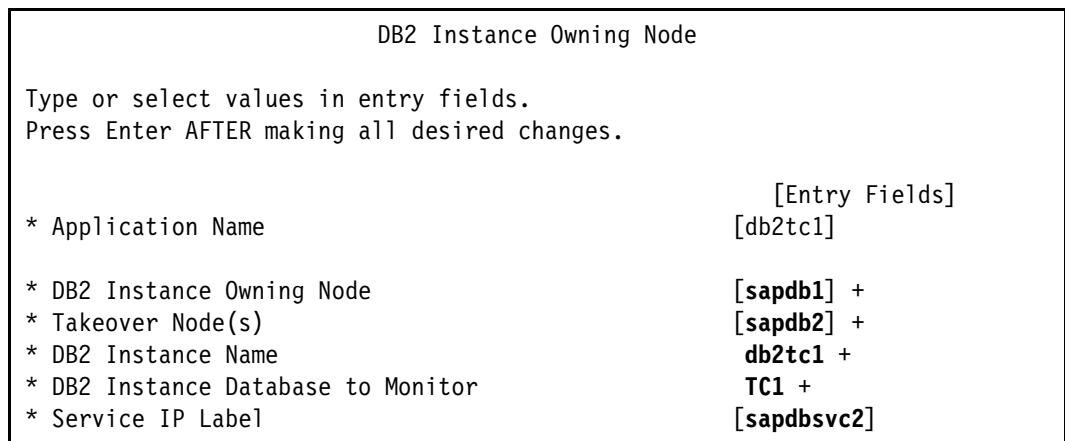 DB2 Instance Owning Node
Type or select values in entry fields.
Press Enter AFTER making all desired changes.
[Entry Fields]
* Application Name [db2tc1]
* DB2 Instance Owning Node [sapdb1] +
* Takeover Node(s) [sapdb2] +
* DB2 Instance Name db2tc1 +
* DB2 Instance Database to Monitor TC1 +
* Service IP Label [sapdbsvc2]